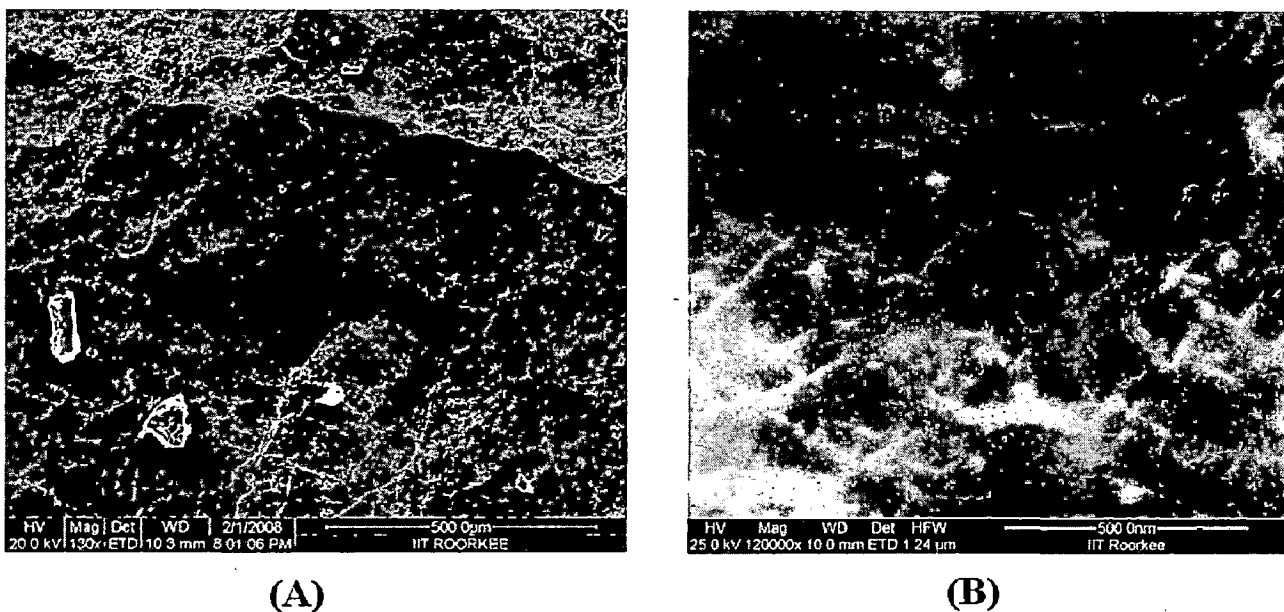 HV Mag Det WD 2/1/2008 500.0µm
20.0 kV 130x ETD 10.3 mm 8:01:06 PM IIT ROORKEE
HV Mag WD Det HFW 500.0nm
25.0 kV 120000x 10.0 mm ETD 1.24 µm IIT Roorkee
(A)
(B)